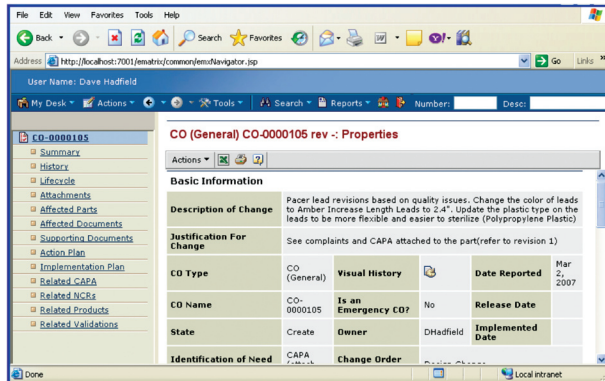 File Edit View Favorites Tools Help
Back Search Favorites
Address http://localhost:7001/ematrix/common/emxNavigator.jsp Go Links »
User Name: Dave Hadfield
My Desk Actions Tools Search Reports Number: Desc:
CO-0000105
Summary
History
Lifecycle
Attachments
Affected Parts
Affected Documents
Supporting Documents
Action Plan
Implementation Plan
Related CAPA
Related NCRs
Related Products
Related Validations
CO (General) CO-0000105 rev -: Properties
Actions
Basic Information
Description of Change
Pacer lead revisions based on quality issues. Change the color of leads
to Amber Increase Length Leads to 2.4". Update the plastic type on the
leads to be more flexible and easier to sterilize (Polypropylene Plastic)
Justification For
Change
See complaints and CAPA attached to the part(refer to revision 1)
CO Type
CO
(General)
Visual History
Date Reported
Mar
2,
2007
CO Name
CO-
0000105
Is an
Emergency CO?
No
Release Date
State
Create
Owner
DHadfield
Implemented
Date
Identification of Need
CAPA
Change Order
Design Change
Done
Local intranet